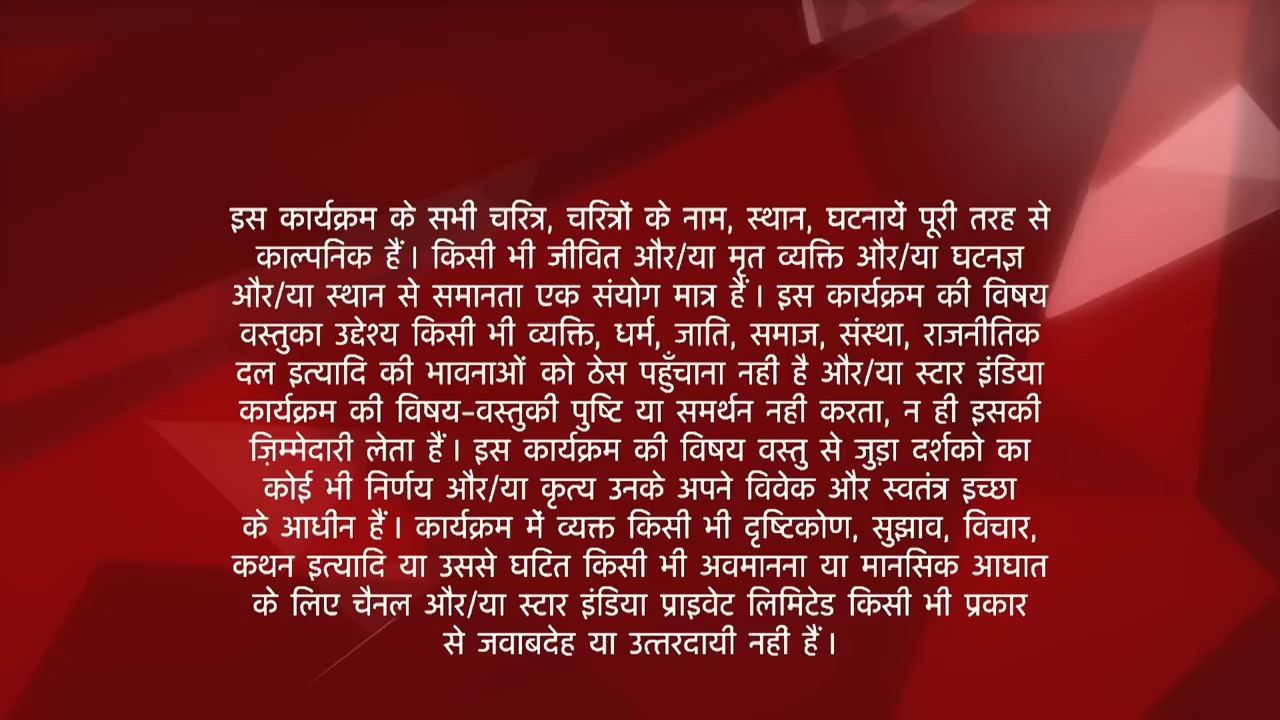 इस कार्यक्रम के सभी चरित्र, चरित्रों के नाम, स्थान, घटनायें पूरी तरह से
काल्पनिक हैं। किसी भी जीवित और/या मृत व्यक्ति और/या घटनज्ञ
और/या स्थान से समानता एक संयोग मात्र हैं। इस कार्यक्रम की विषय
वस्तुका उद्देश्य किसी भी व्यक्ति, धर्म, जाति, समाज, संस्था, राजनीतिक
दल इत्यादि की भावनाओं को ठेस पहुँचाना नही है और/या स्टार इंडिया
कार्यक्रम की विषय-वस्तुकी पुष्टि या समर्थन नही करता, न ही इसकी
ज़िम्मेदारी लेता हैं। इस कार्यक्रम की विषय वस्तु से जुड़ा दर्शको का
कोई भी निर्णय और/या कृत्य उनके अपने विवेक और स्वतंत्र इच्छा
के आधीन हैं। कार्यक्रम में व्यक्त किसी भी दृष्टिकोण, सुझाव, विचार,
कथन इत्यादि या उससे घटित किसी भी अवमानना या मानसिक आघात
के लिए चैनल और/या स्टार इंडिया प्राइवेट लिमिटेड किसी भी प्रकार
से जवाबदेह या उत्तरदायी नही हैं।